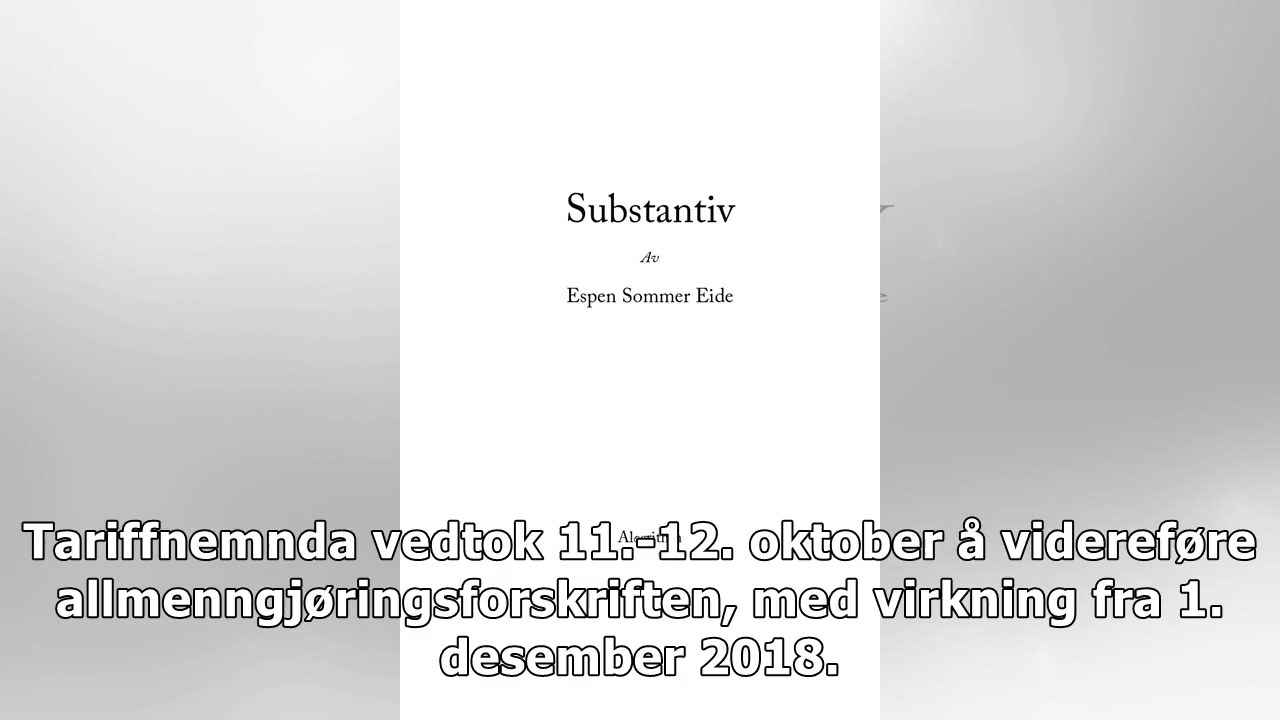 Substantiv
Av
Espen Sommer Eide
Tariffnemnda vedtok 11.-12. oktober å videreføre
allmenngjøringsforskriften, med virkning fra 1.
desember 2018.